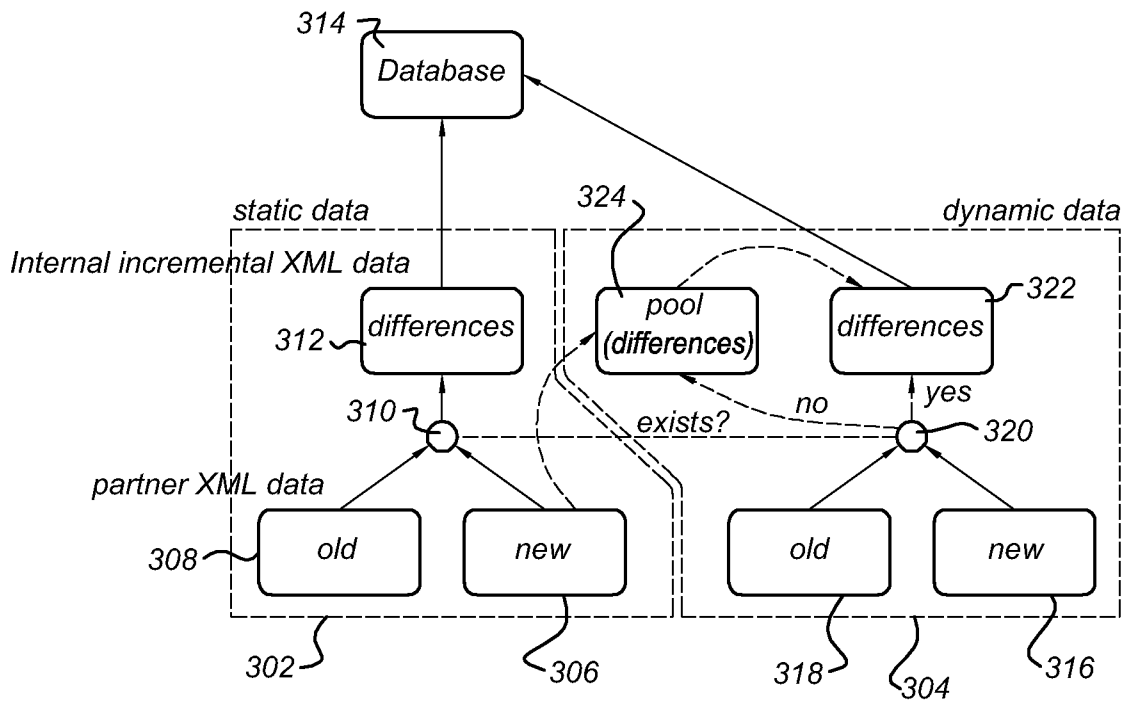 314
Database
324
static data
dynamic data
Internal incremental XML data
322
pool
(differences)
differences
differences
312
310
no
yes
exists?
320
partner XML data
308
old
new
old
new
302
306
318
304
316